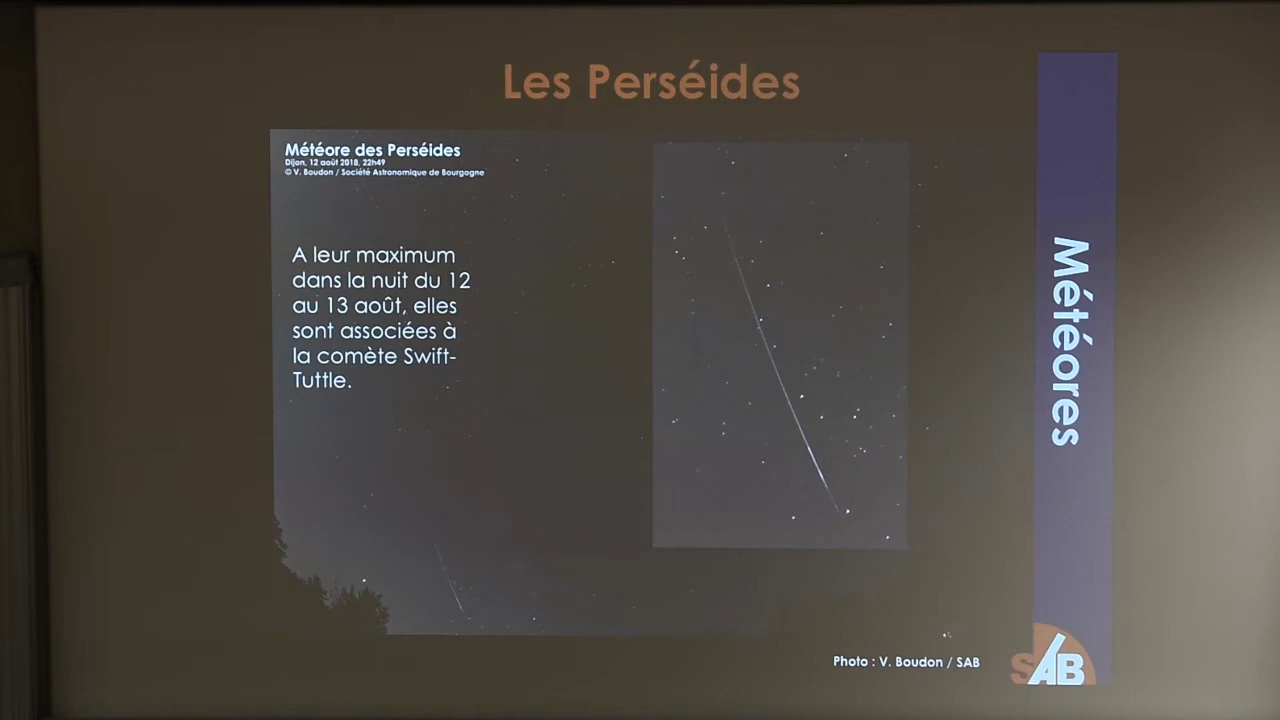 Les Perséides
Météore des Perséides
Dijon, 12 août 2018, 22h49
© V. Boudon / Société Astronomique de Bourgogne
A leur maximum
dans la nuit du 12
au 13 août, elles
sont associées à
la comète Swift-
Tuttle.
Météores
Photo : V. Boudon / SAB
SAB